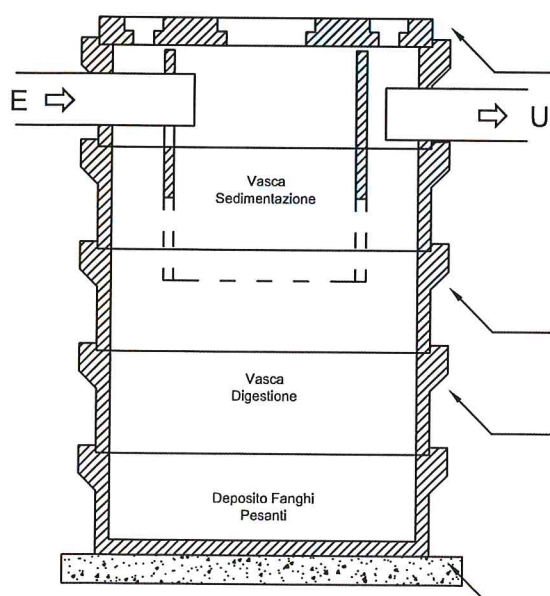 E
U
Vasca
Sedimentazione
Vasca
Digestione
Deposito Fanghi
Pesanti